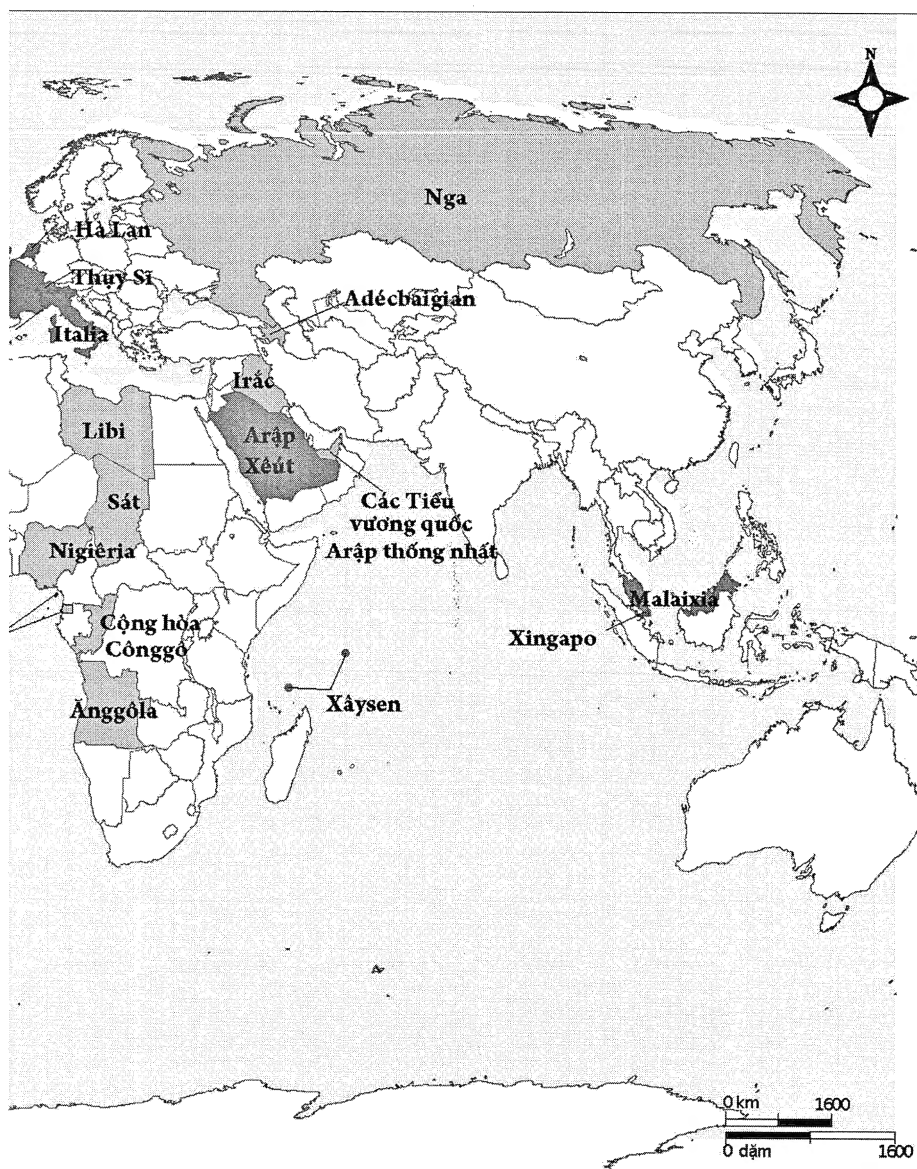 N
Nga
Hà Lan
Thụy Sĩ
Adécbaigian
Italia
Irắc
Libi
Arập
Xêút
Sát
Các Tiểu
vương quốc
Arập thống nhất
Nigiêria
Malaixia
Cộng hòa
Cônggô
Xingapo
Ănggôla
Xâysen
0 km 1600
0 dặm 1600